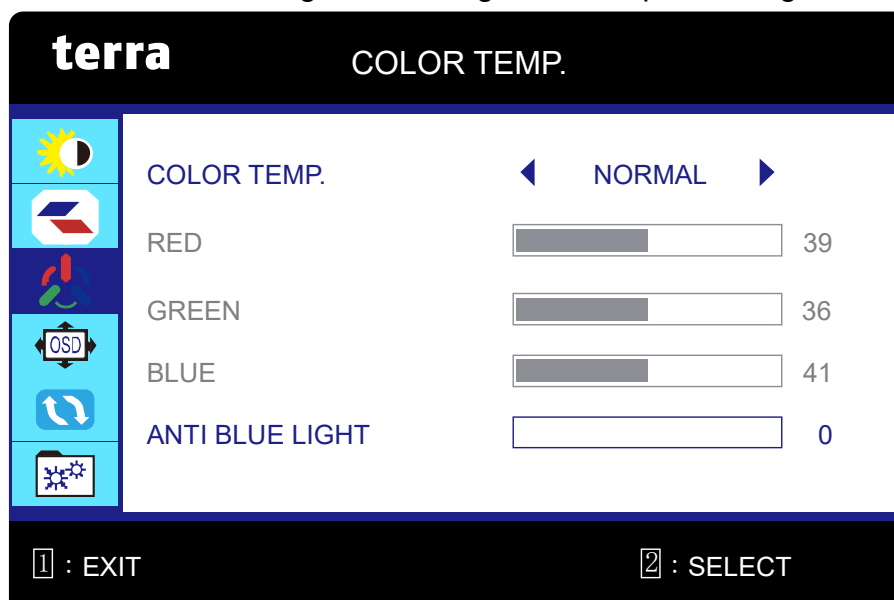 terra COLOR TEMP.
COLOR TEMP. NORMAL
RED 39
GREEN 36
OSD
BLUE 41
ANTI BLUE LIGHT 0
1 : EXIT 2 : SELECT